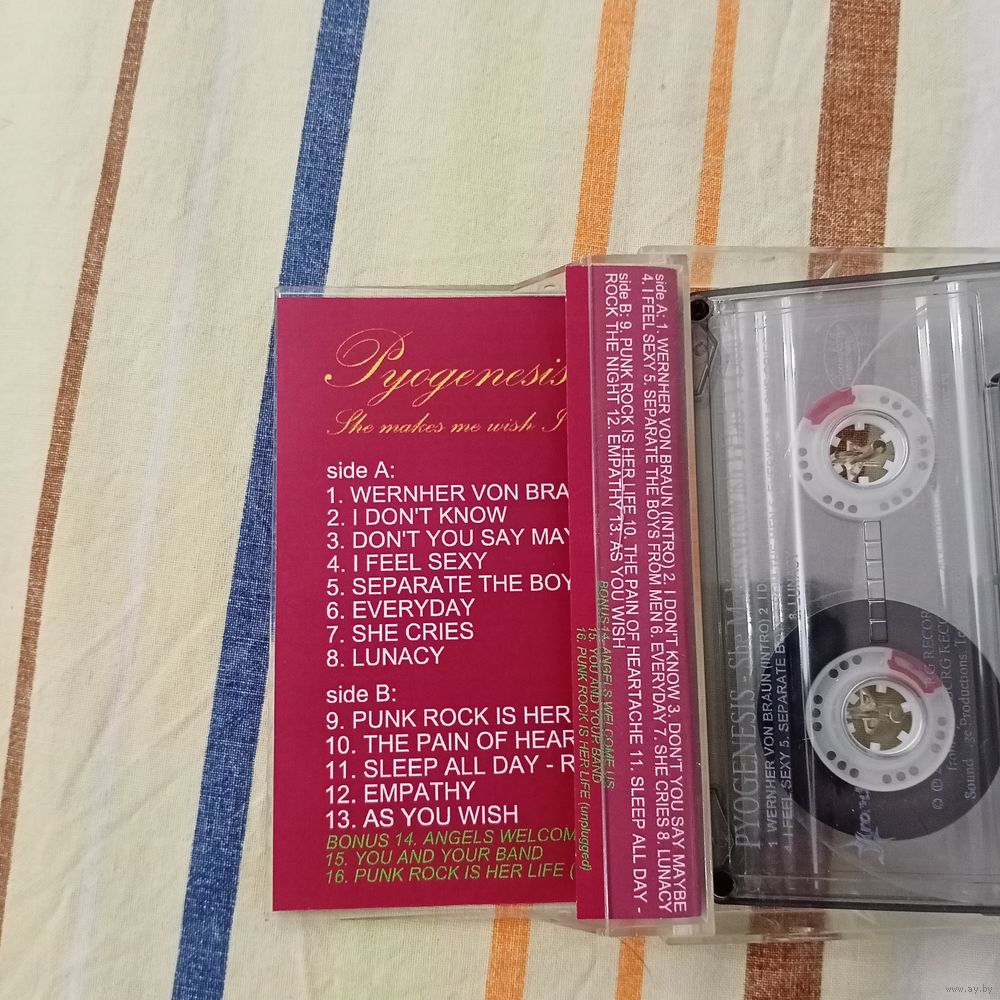 Pyogenesis
She makes me wish I
side A:
1. WERNHER VON BRA
2. I DON'T KNOW
3. DON'T YOU SAY MAY
4. I FEEL SEXY
5. SEPARATE THE BOY
6. EVERYDAY
7. SHE CRIES
8. LUNACY
side B:
9. PUNK ROCK IS HER
10. THE PAIN OF HEAR
11. SLEEP ALL DAY - R
12. EMPATHY
13. AS YOU WISH
BONUS 14. ANGELS WELCOM
15. YOU AND YOUR BAND
16. PUNK ROCK IS HER LIFE (
side A: 1. WERNHER VON BRAUN (INTRO) 2. I DON'T KNOW 3. DON'T YOU SAY MAYBE
4. I FEEL SEXY 5. SEPARATE THE BOYS FROM MEN 6. EVERYDAY 7. SHE CRIES 8. LUNACY
side B: 9. PUNK ROCK IS HER LIFE 10. THE PAIN OF HEARTACHE 11. SLEEP ALL DAY -
ROCK THE NIGHT 12. EMPATHY 13. AS YOU WISH
BONUS 14. ANGELS WELCOME US
15. YOU AND YOUR BAND
16. PUNK ROCK IS HER LIFE (unplugged)
PYOGENESIS - She
1. WERNHER VON BRAUN (INTRO) 2. I D
4. I FEEL SEXY 5. SEPARATE
8. LUNACY
www.ay.by